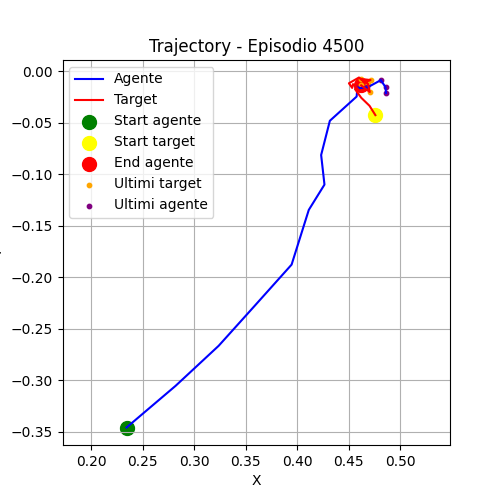 Trajectory - Episodio 4500
Agente
Target
Start agente
Start target
End agente
Ultimi target
Ultimi agente
0.00
−0.05
−0.10
−0.15
−0.20
−0.25
−0.30
−0.35
0.20 0.25 0.30 0.35 0.40 0.45 0.50
X